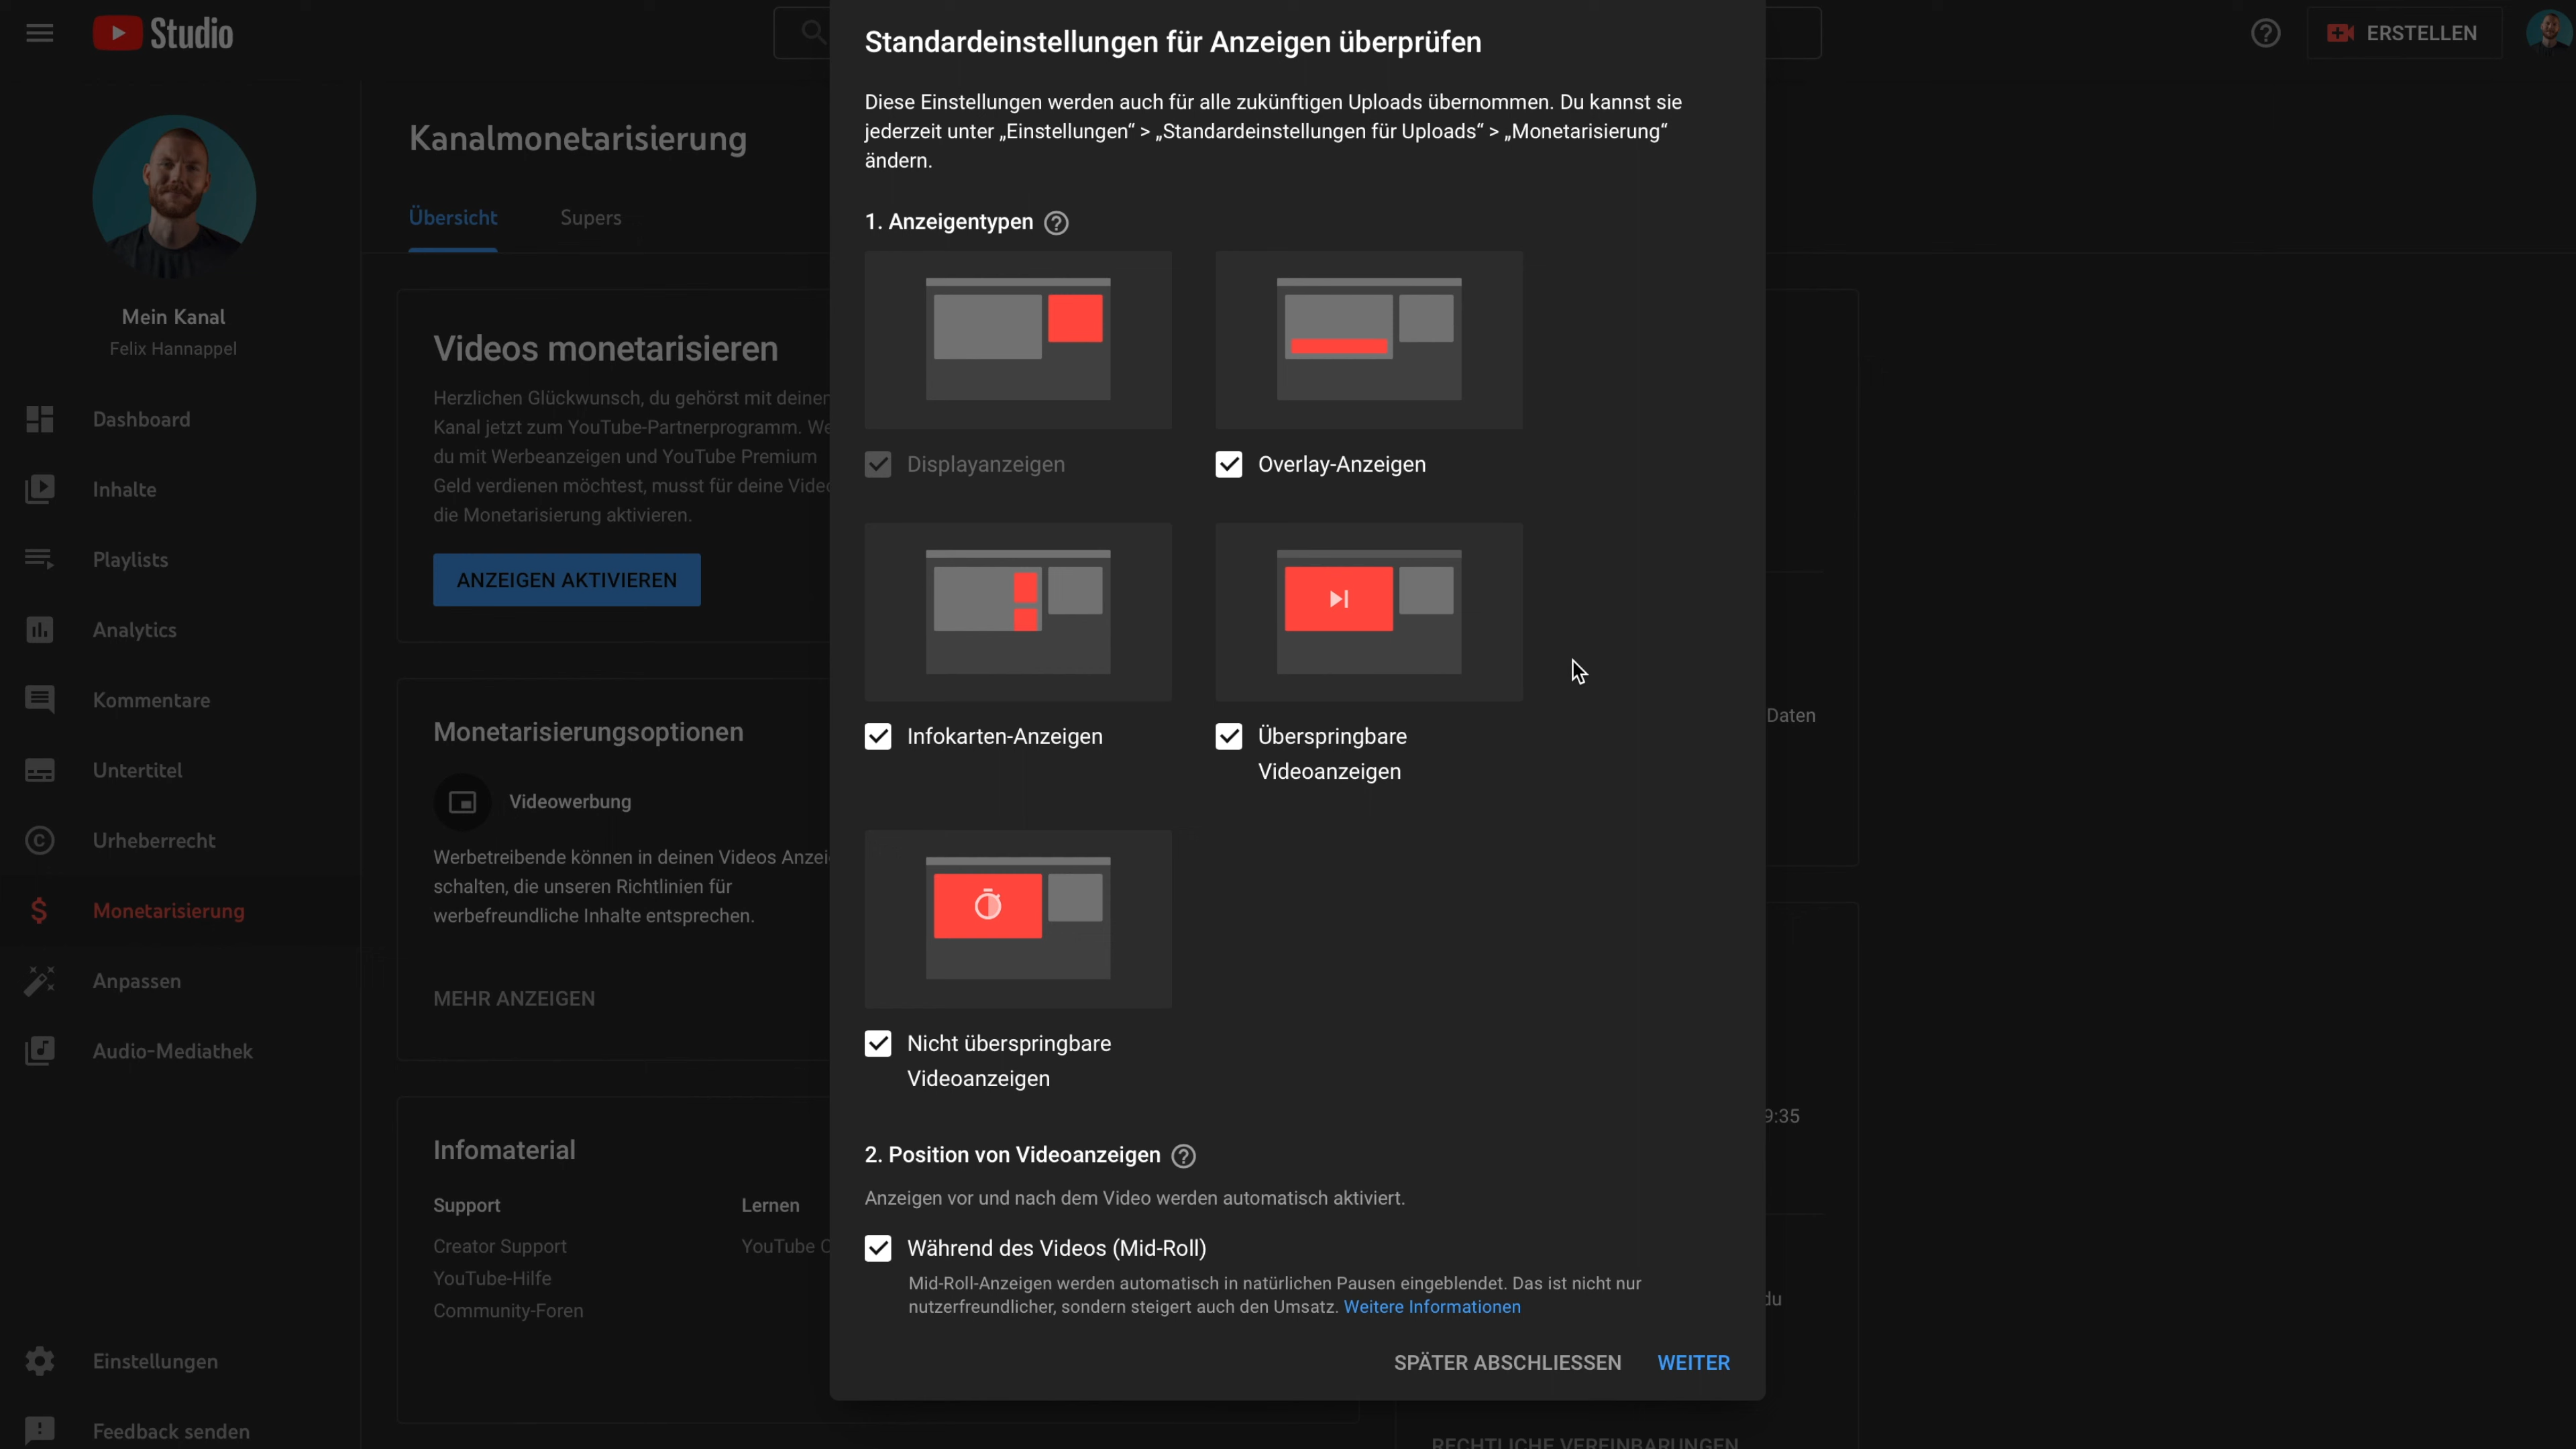 Studio
ERSTELLEN
Mein Kanal
Felix Hannappel
Dashboard
Inhalte
Playlists
Analytics
Kommentare
Untertitel
Urheberrecht
Monetarisierung
Anpassen
Audio-Mediathek
Einstellungen
Feedback senden
Kanalmonetarisierung
Übersicht
Supers
Videos monetarisieren
Herzlichen Glückwunsch, du gehörst mit
Kanal jetzt zum YouTube-Partnerprogramm.
du mit Werbeanzeigen und YouTube Premium
Geld verdienen möchtest, musst für deine
die Monetarisierung aktivieren.
ANZEIGEN AKTIVIEREN
Monetarisierungsoptionen
Videowerbung
Werbetreibende können in deinen Videos
schalten, die unseren Richtlinien für
werbefreundliche Inhalte entsprechen.
MEHR ANZEIGEN
Infomaterial
Support
Creator Support
YouTube-Hilfe
Community-Foren
Lernen
YouTube
Standardeinstellungen für Anzeigen überprüfen
Diese Einstellungen werden auch für alle zukünftigen Uploads übernommen. Du kannst sie
jederzeit unter „Einstellungen“ > „Standardeinstellungen für Uploads“ > „Monetarisierung“
ändern.
1. Anzeigentypen
Displayanzeigen
Overlay-Anzeigen
Infokarten-Anzeigen
Überspringbare
Videoanzeigen
Nicht überspringbare
Videoanzeigen
2. Position von Videoanzeigen
Anzeigen vor und nach dem Video werden automatisch aktiviert.
Während des Videos (Mid-Roll)
Mid-Roll-Anzeigen werden automatisch in natürlichen Pausen eingeblendet. Das ist nicht nur
nutzerfreundlicher, sondern steigert auch den Umsatz. Weitere Informationen
SPÄTER ABSCHLIESSEN
WEITER
Daten
9:35
du
RECHTLICHE VEREINBARUNGEN